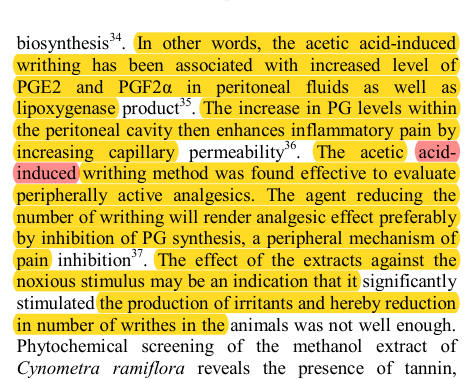 biosynthesis³⁴. In other words, the acetic acid-induced
writhing has been associated with increased level of
PGE2 and PGF2α in peritoneal fluids as well as
lipoxygenase product³⁵. The increase in PG levels within
the peritoneal cavity then enhances inflammatory pain by
increasing capillary permeability³⁶. The acetic acid-
induced writhing method was found effective to evaluate
peripherally active analgesics. The agent reducing the
number of writhing will render analgesic effect preferably
by inhibition of PG synthesis, a peripheral mechanism of
pain inhibition³⁷. The effect of the extracts against the
noxious stimulus may be an indication that it significantly
stimulated the production of irritants and hereby reduction
in number of writhes in the animals was not well enough.
Phytochemical screening of the methanol extract of
Cynometra ramiflora reveals the presence of tannin,